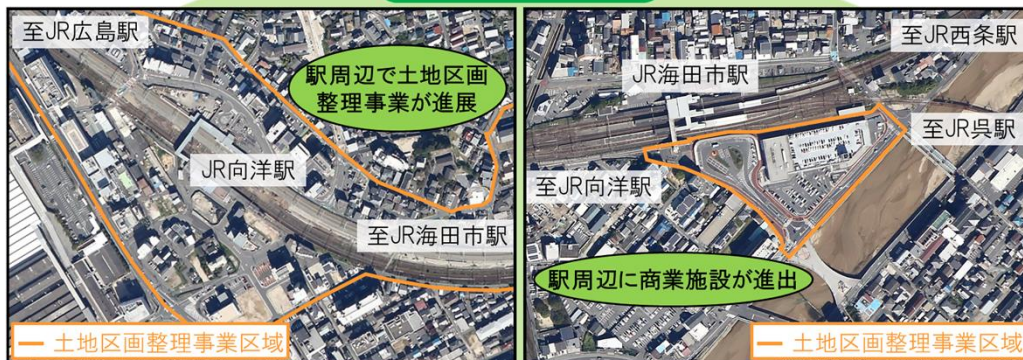 至JR広島駅
駅周辺で土地区画
整理事業が進展
JR向洋駅
至JR海田市駅
土地区画整理事業区域
至JR西条駅
JR海田市駅
至JR呉駅
至JR向洋駅
駅周辺に商業施設が進出
土地区画整理事業区域